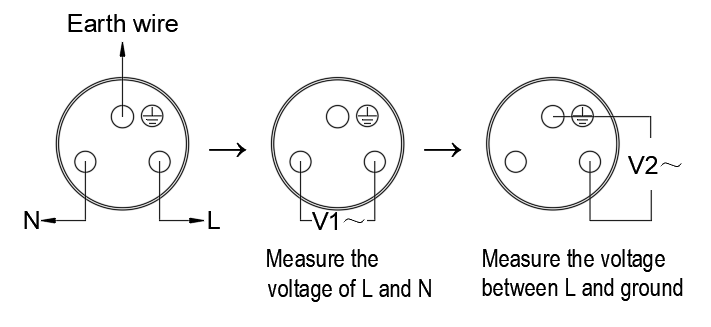 Earth wire
N
L
V1～
V2～
Measure the
voltage of L and N
Measure the voltage
between L and ground